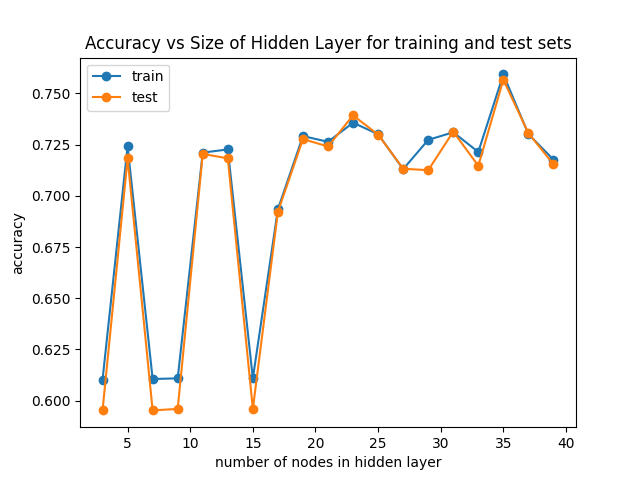 Accuracy vs Size of Hidden Layer for training and test sets
train
test
accuracy
0.750
0.725
0.700
0.675
0.650
0.625
0.600
5 10 15 20 25 30 35 40
number of nodes in hidden layer